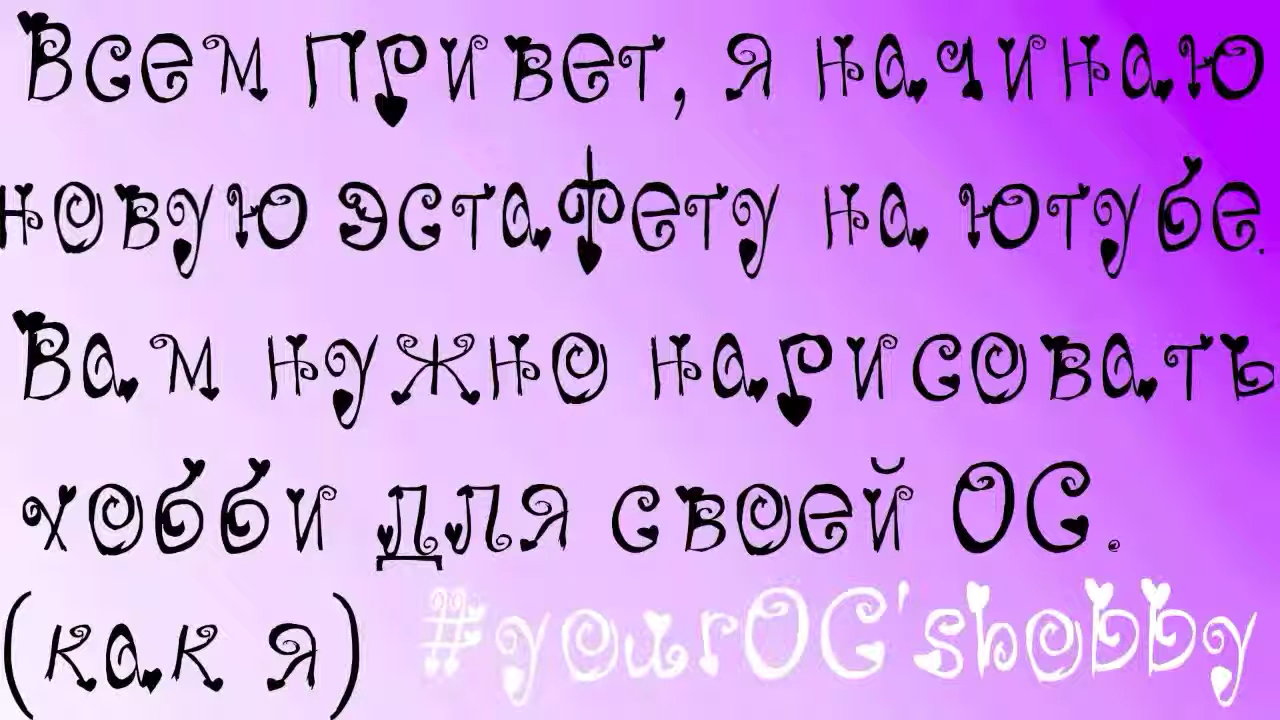 Всем привет, я начинаю
новую эстафету на ютубе.
Вам нужно нарисовать
хобби для своей ОС.
(как я) #yourOC'shobby